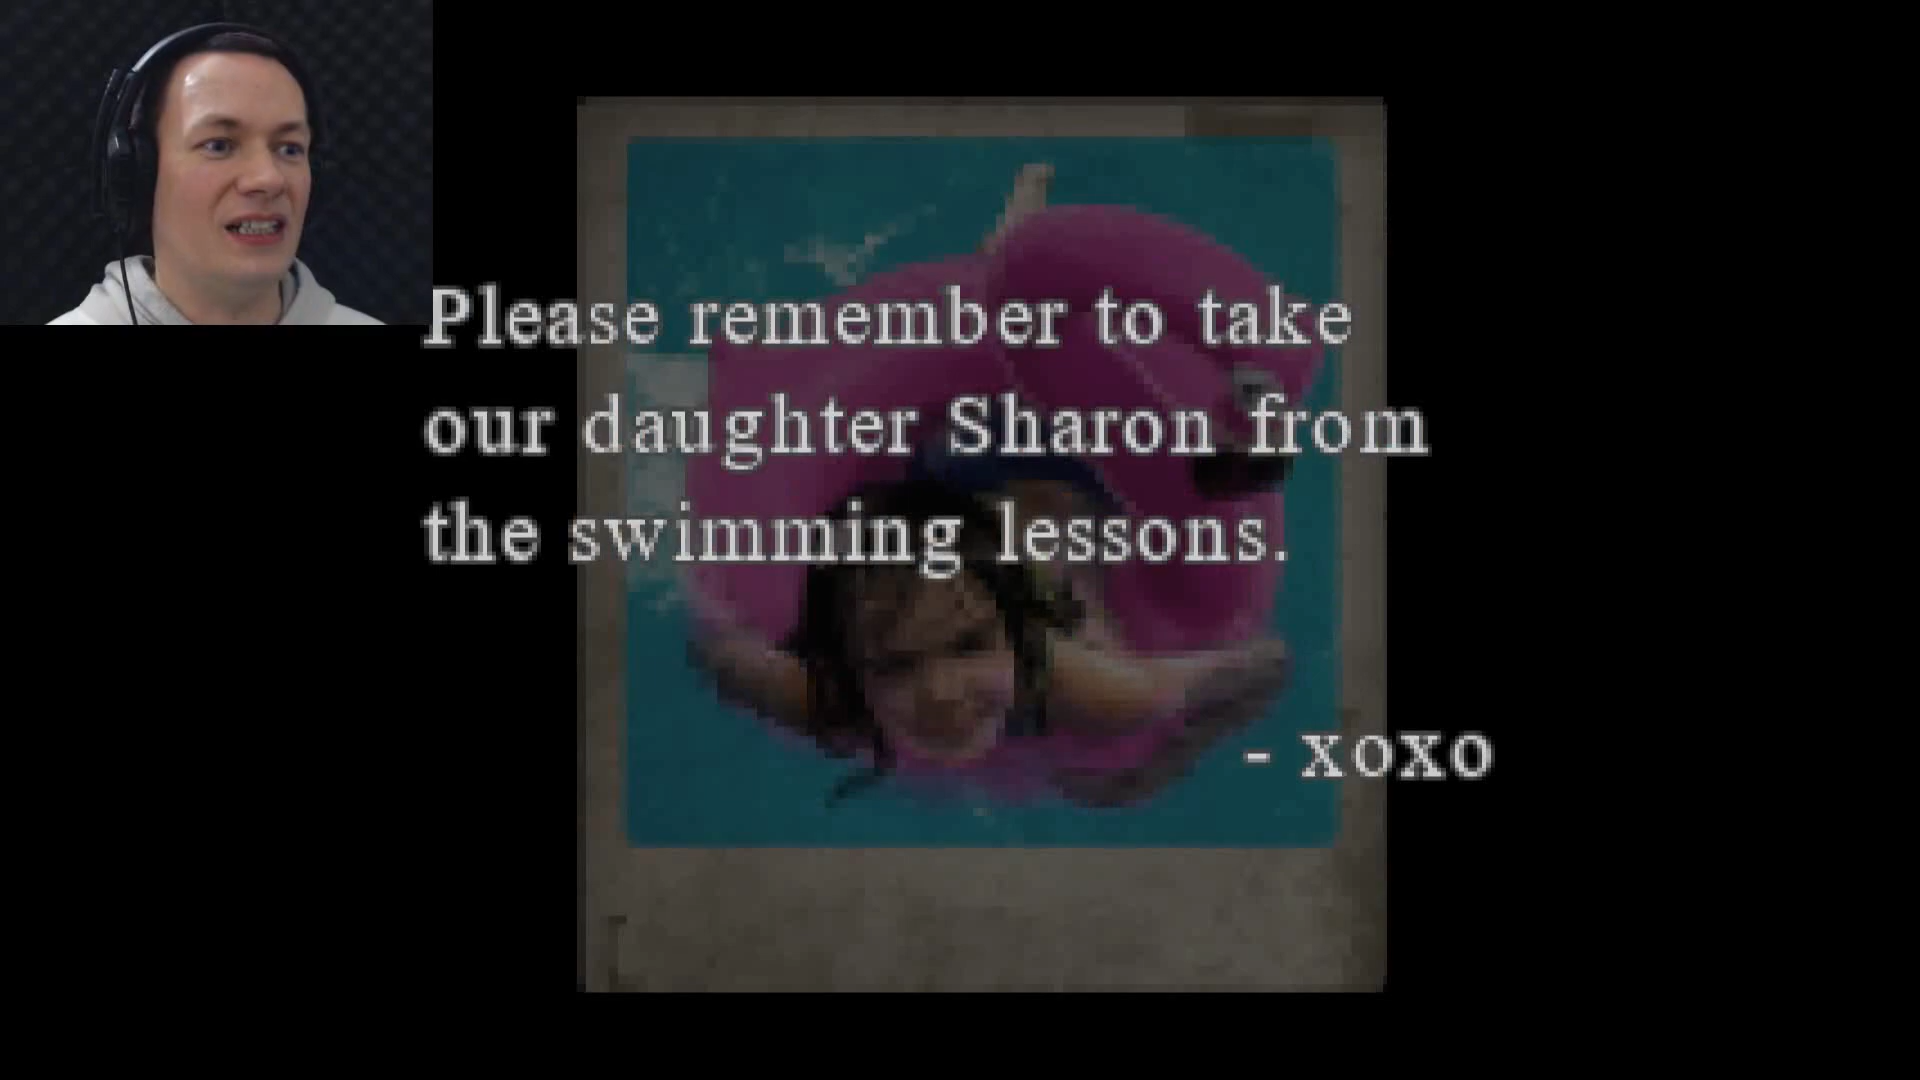 Please remember to take
our daughter Sharon from
the swimming lessons.
- xoxo